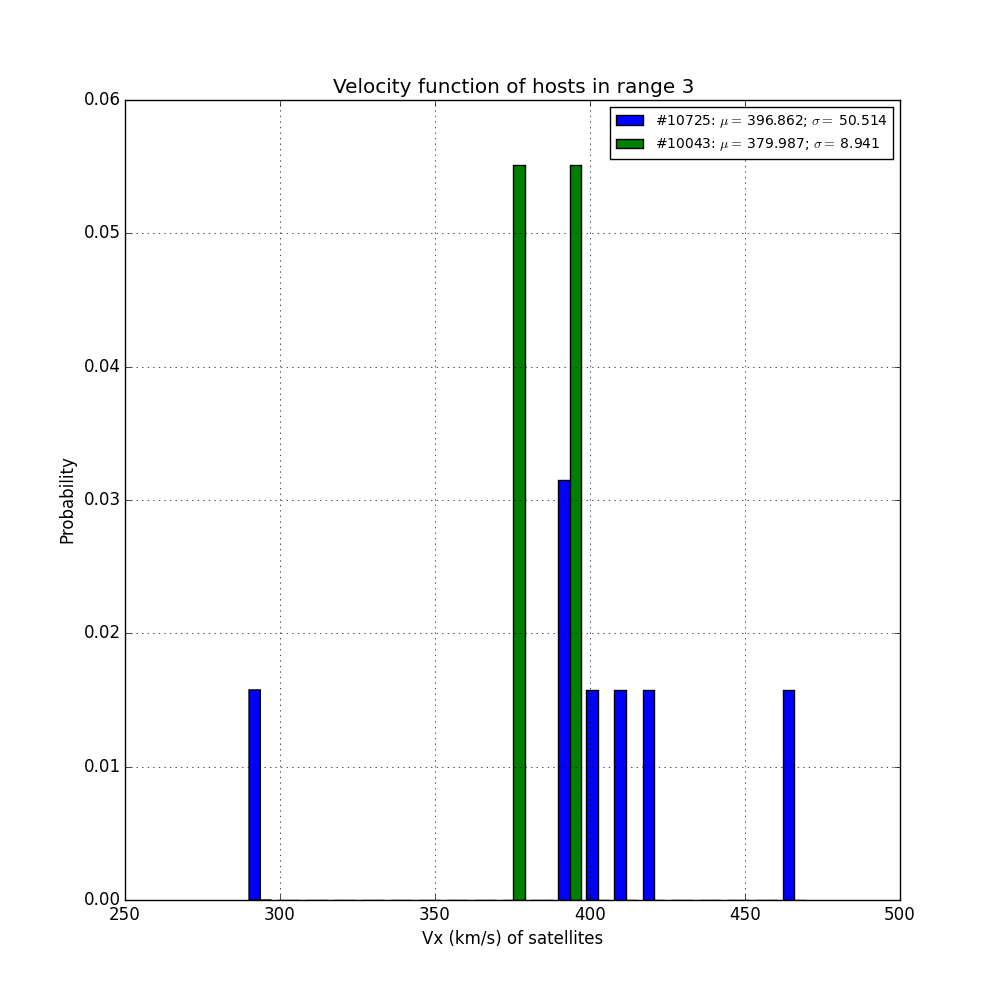 Velocity function of hosts in range 3
#10725: μ = 396.862; σ = 50.514
#10043: μ = 379.987; σ = 8.941
0.06
0.05
0.04
0.03
0.02
0.01
0.00
Probability
250 300 350 400 450 500
Vx (km/s) of satellites